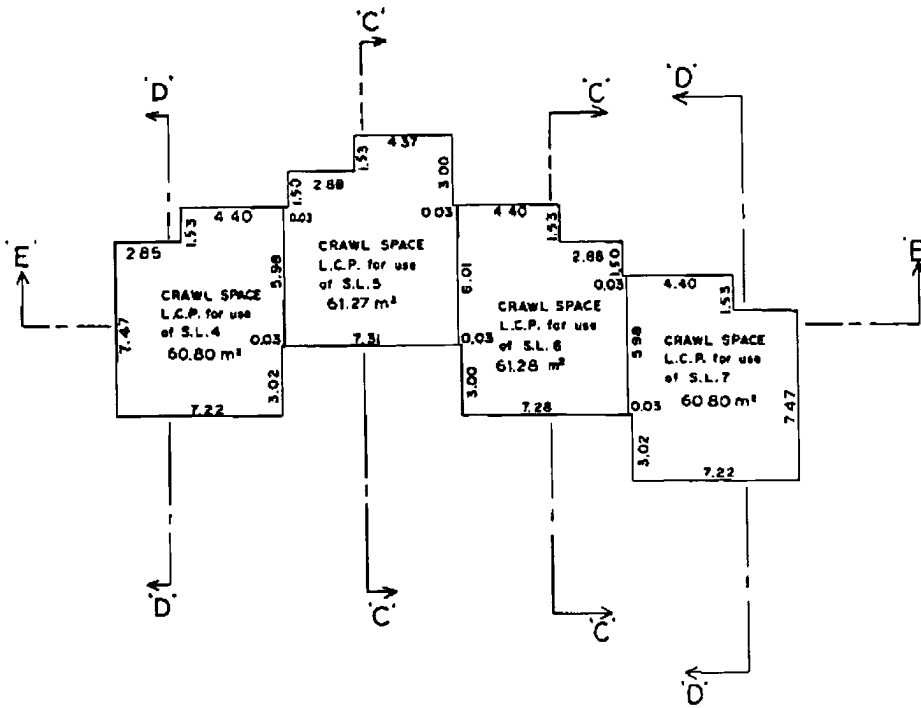 'C'
'D'
'C'
'D'
4.37
1.53
3.00
2.88
1.50
4.40
0.03
0.03
4.40
1.53
1.53
2.85
2.88
1.50
'E'
'E'
0.03
4.40
1.53
CRAWL SPACE
L.C.P. for use
of S.L.4
60.80 m²
7.47
5.98
0.03
3.02
7.22
CRAWL SPACE
L.C.P. for use
of S.L.5
61.27 m²
7.31
6.01
0.03
3.00
CRAWL SPACE
L.C.P. for use
of S.L.6
61.28 m²
7.28
5.98
0.03
3.02
CRAWL SPACE
L.C.P. for use
of S.L.7
60.80 m²
7.47
7.22
'D'
'C'
'C'
'D'